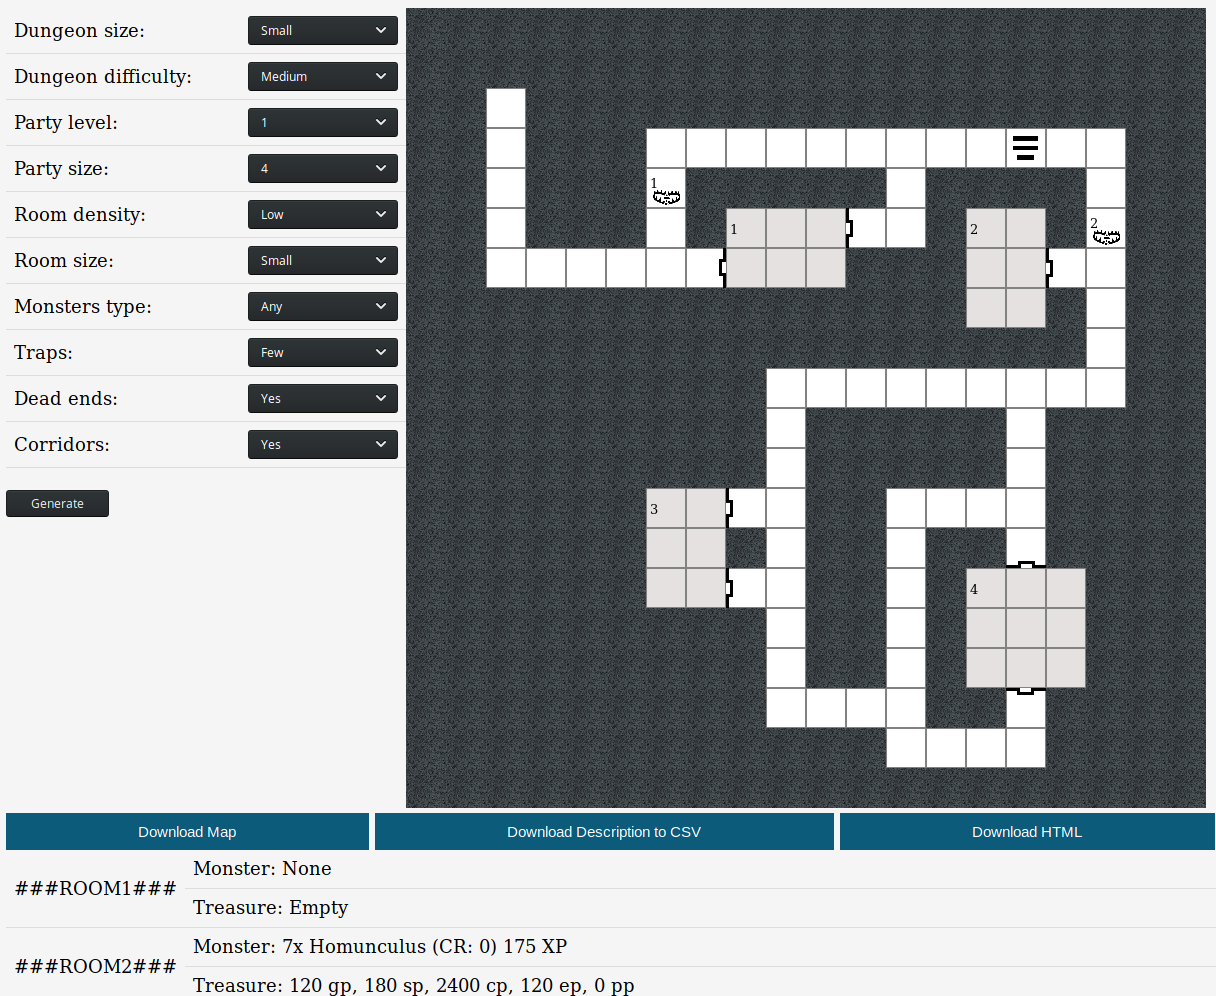 Dungeon size: Small
Dungeon difficulty: Medium
Party level: 1
Party size: 4
Room density: Low
Room size: Small
Monsters type: Any
Traps: Few
Dead ends: Yes
Corridors: Yes
Generate
1
1
2
2
3
4
Download Map
Download Description to CSV
Download HTML
###ROOM1###
Monster: None
Treasure: Empty
###ROOM2###
Monster: 7x Homunculus (CR: 0) 175 XP
Treasure: 120 gp, 180 sp, 2400 cp, 120 ep, 0 pp